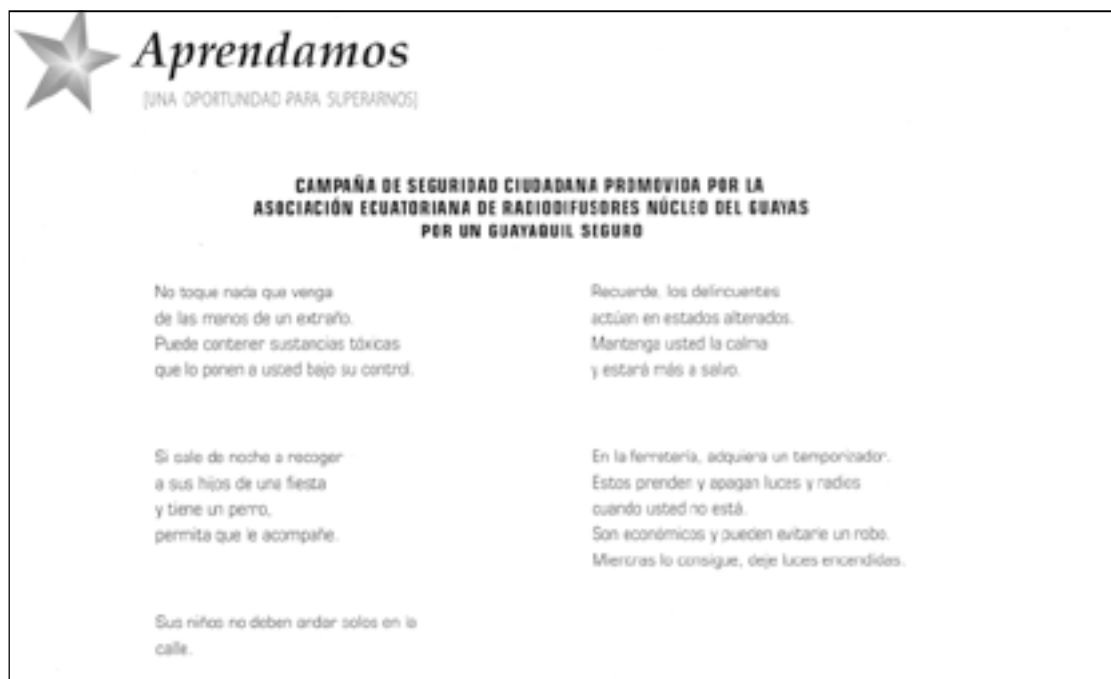 Aprendamos
[UNA OPORTUNIDAD PARA SUPERARNOS]
CAMPAÑA DE SEGURIDAD CIUDADANA PROMOVIDA POR LA
ASOCIACIÓN ECUATORIANA DE RADIODIFUSORES NÚCLEO DEL GUAYAS
POR UN GUAYAQUIL SEGURO
No toque nada que venga
de las manos de un extraño.
Puede contener sustancias tóxicas
que lo ponen a usted bajo su control.
Si sale de noche a recoger
a sus hijos de una fiesta
y tiene un perro,
permita que le acompañe.
Sus niños no deben andar solos en la
calle.
Recuerde, los delincuentes
actúan en estados alterados.
Mantenga usted la calma
y estará más a salvo.
En la ferretería, adquiera un temporizador.
Estos prenden y apagan luces y radios
cuando usted no está.
Son económicos y pueden evitarle un robo.
Mientras lo consigue, deje luces encendidas.